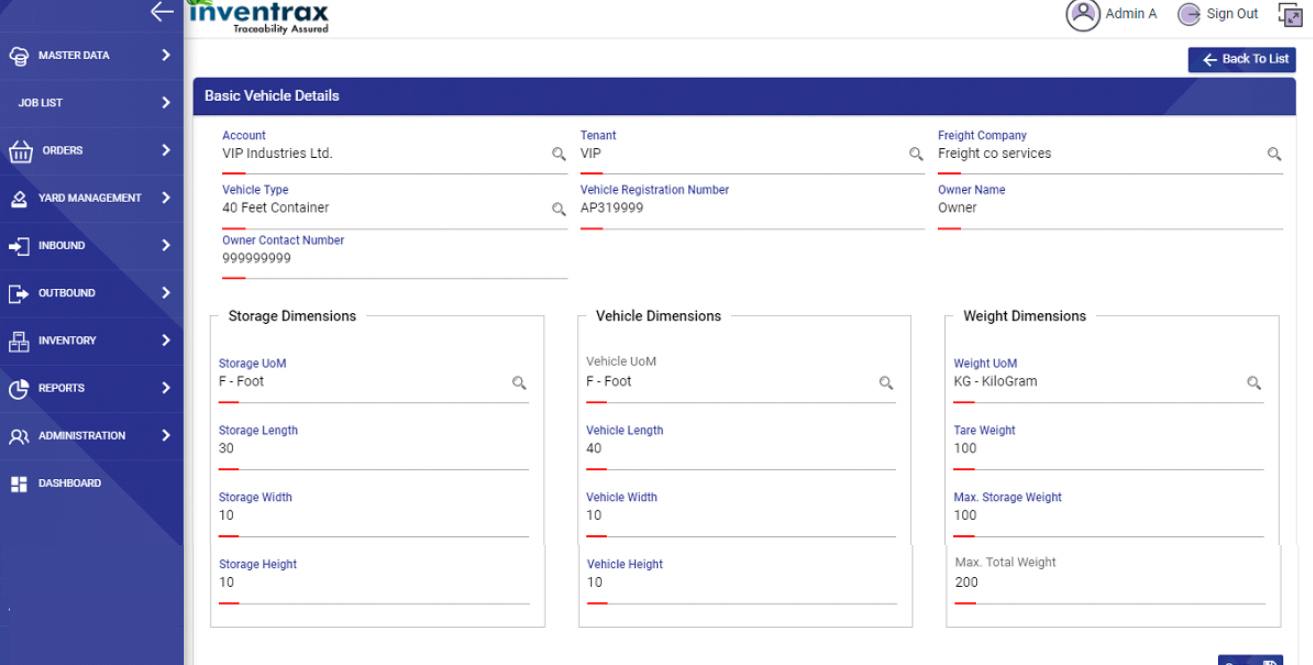 inventrax
Traceability Assured
Admin A
Sign Out
MASTER DATA
JOB LIST
ORDERS
YARD MANAGEMENT
INBOUND
OUTBOUND
INVENTORY
REPORTS
ADMINISTRATION
DASHBOARD
Back To List
Basic Vehicle Details
Account Tenant Freight Company
VIP Industries Ltd. VIP Freight co services
Vehicle Type Vehicle Registration Number Owner Name
40 Feet Container AP319999 Owner
Owner Contact Number
999999999
Storage Dimensions
Storage UoM
F - Foot
Storage Length
30
Storage Width
10
Storage Height
10
Vehicle Dimensions
Vehicle UoM
F - Foot
Vehicle Length
40
Vehicle Width
10
Vehicle Height
10
Weight Dimensions
Weight UoM
KG - KiloGram
Tare Weight
100
Max. Storage Weight
100
Max. Total Weight
200